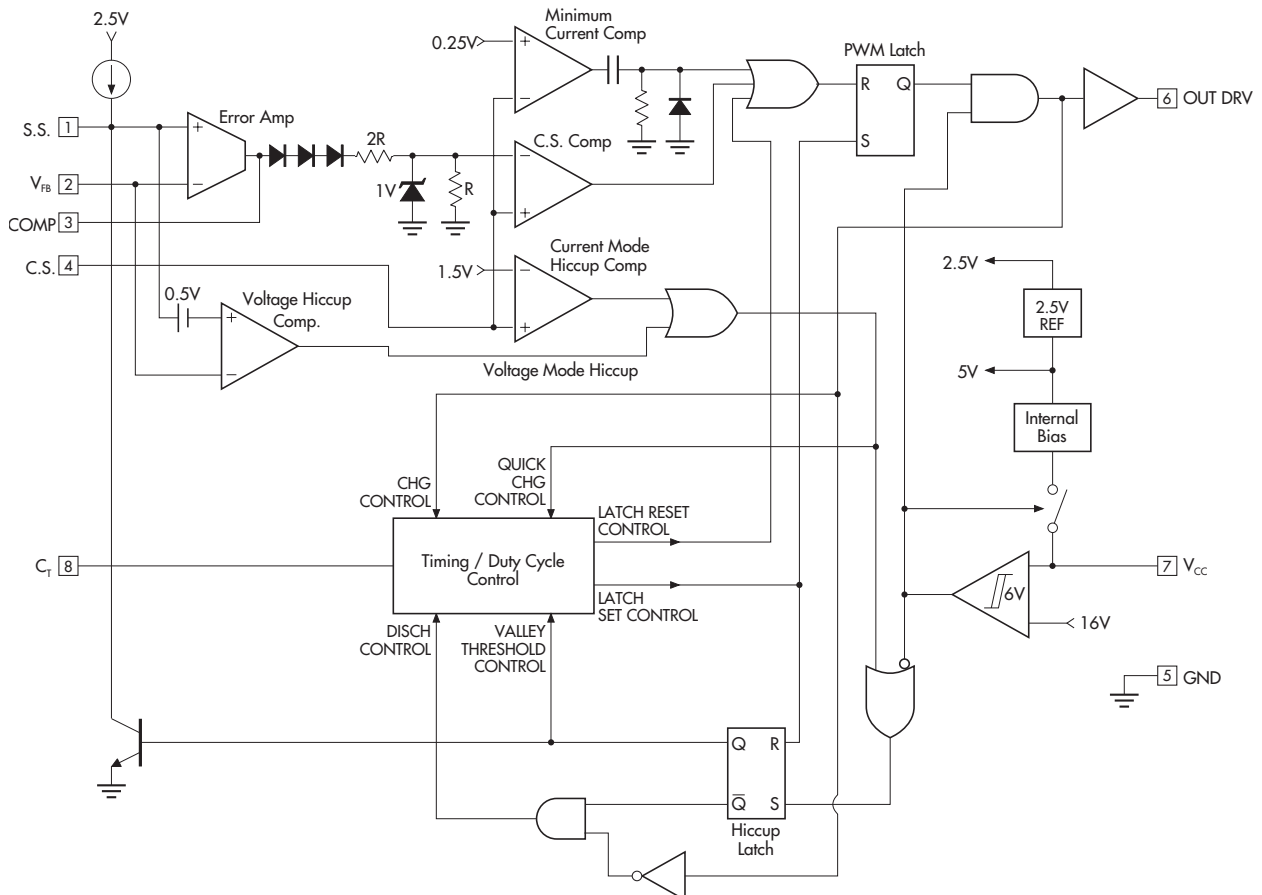 2.5V
Minimum
Current Comp
0.25V
PWM Latch
R
Q
S
6 OUT DRV
Error Amp
S.S. 1
2R
C.S. Comp
V_FB 2
1V
R
COMP 3
C.S. 4
Current Mode
Hiccup Comp
1.5V
0.5V
Voltage Hiccup
Comp.
Voltage Mode Hiccup
2.5V
2.5V
REF
5V
Internal
Bias
CHG
CONTROL
QUICK
CHG
CONTROL
LATCH RESET
CONTROL
C_T 8
Timing / Duty Cycle
Control
LATCH
SET CONTROL
7 V_CC
6V
16V
DISCH
CONTROL
VALLEY
THRESHOLD
CONTROL
5 GND
Q R
Q̅ S
Hiccup
Latch
+
−
+
−
−
+
−
+
+
−